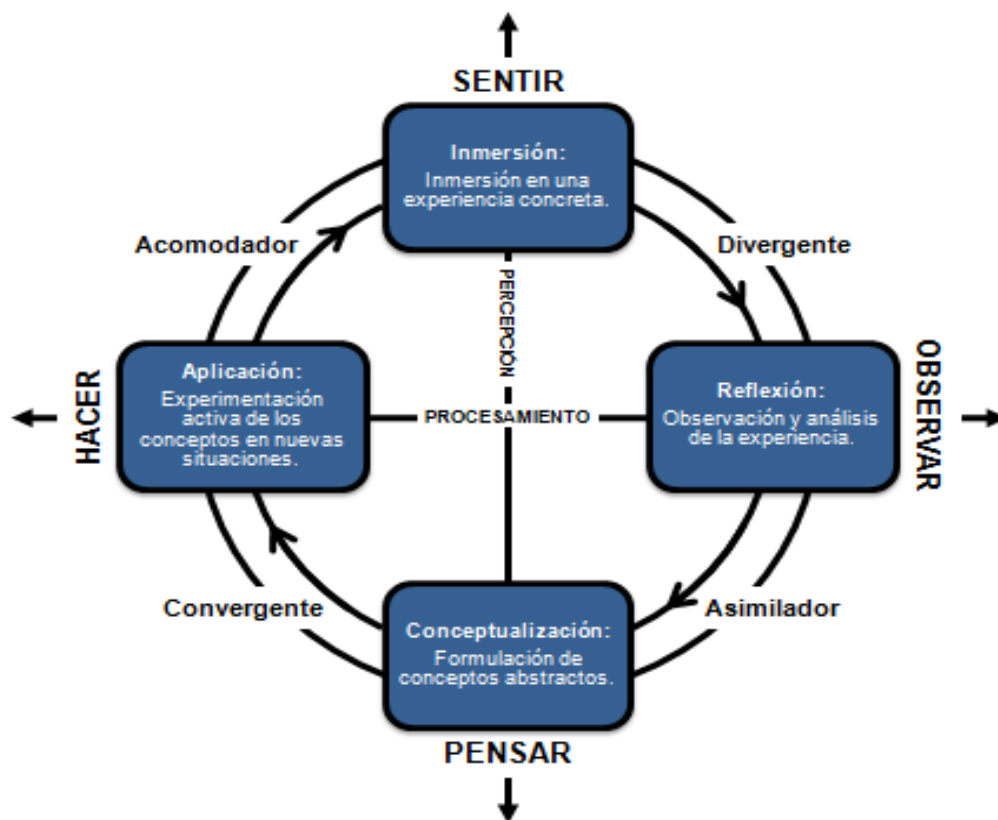 SENTIR
Inmersión:
Inmersión en una
experiencia concreta.
Acomodador
Divergente
PERCEPCIÓN
HACER
Aplicación:
Experimentación
activa de los
conceptos en nuevas
situaciones.
PROCESAMIENTO
Reflexión:
Observación y análisis
de la experiencia.
OBSERVAR
Convergente
Asimilador
Conceptualización:
Formulación de
conceptos abstractos.
PENSAR